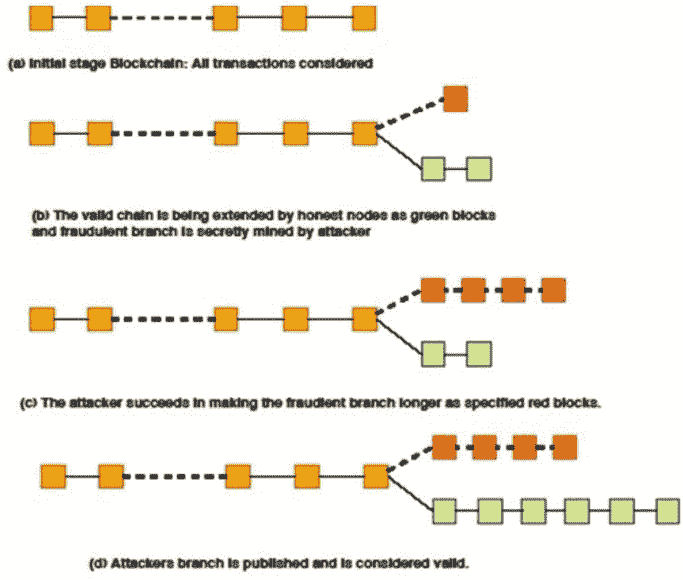 (a) Initial stage Blockchain: All transactions considered
(b) The valid chain is being extended by honest nodes as green blocks
and fraudulent branch is secretly mined by attacker
(c) The attacker succeeds in making the fraudlent branch longer as specified red blocks.
(d) Attackers branch is published and is considered valid.